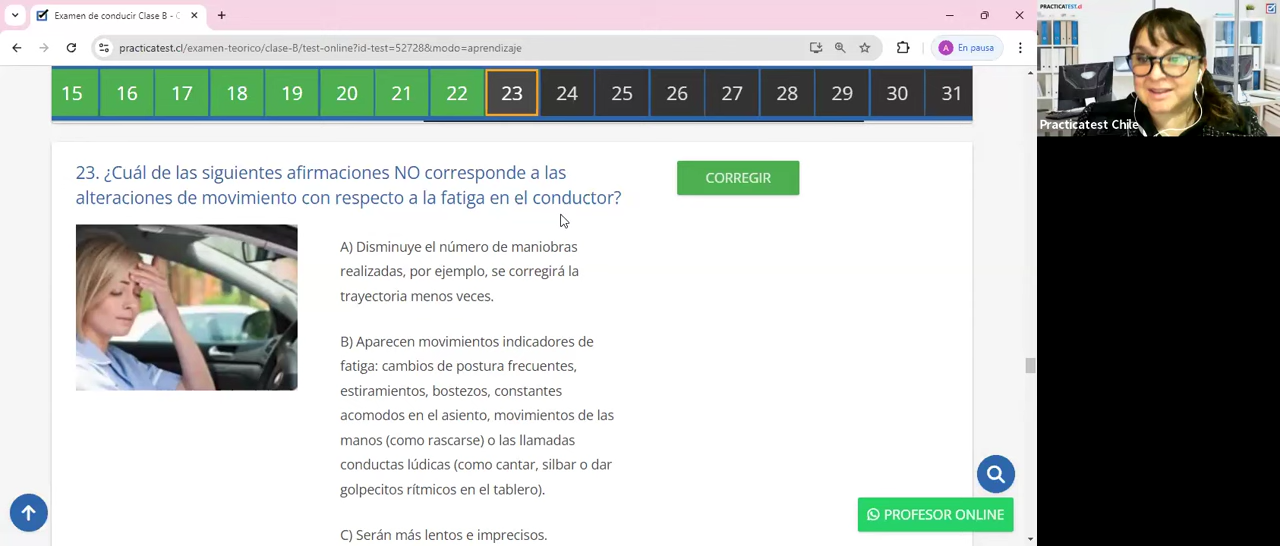 Examen de conducir Clase B - C
practicatest.cl/examen-teorico/clase-B/test-online?id-test=52728&modo=aprendizaje
A En pausa
PRACTICATEST.cl
Practicatest Chile
15 16 17 18 19 20 21 22 23 24 25 26 27 28 29 30 31
23. ¿Cuál de las siguientes afirmaciones NO corresponde a las
alteraciones de movimiento con respecto a la fatiga en el conductor?
CORREGIR
A) Disminuye el número de maniobras
realizadas, por ejemplo, se corregirá la
trayectoria menos veces.
B) Aparecen movimientos indicadores de
fatiga: cambios de postura frecuentes,
estiramientos, bostezos, constantes
acomodos en el asiento, movimientos de las
manos (como rascarse) o las llamadas
conductas lúdicas (como cantar, silbar o dar
golpecitos rítmicos en el tablero).
C) Serán más lentos e imprecisos.
PROFESOR ONLINE